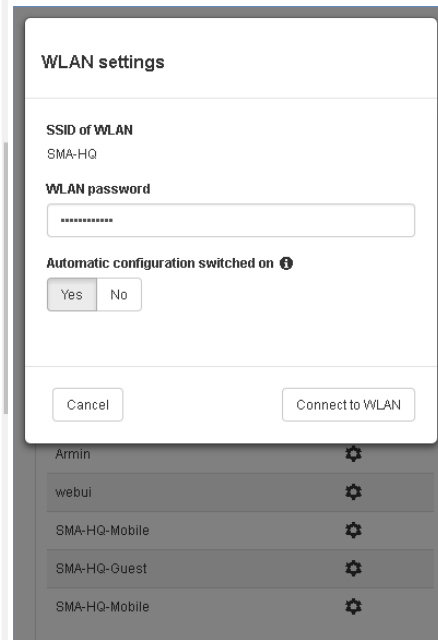 WLAN settings
SSID of WLAN
SMA-HQ
WLAN password
••••••••••••
Automatic configuration switched on
Yes No
Cancel Connect to WLAN
Armin
webui
SMA-HQ-Mobile
SMA-HQ-Guest
SMA-HQ-Mobile